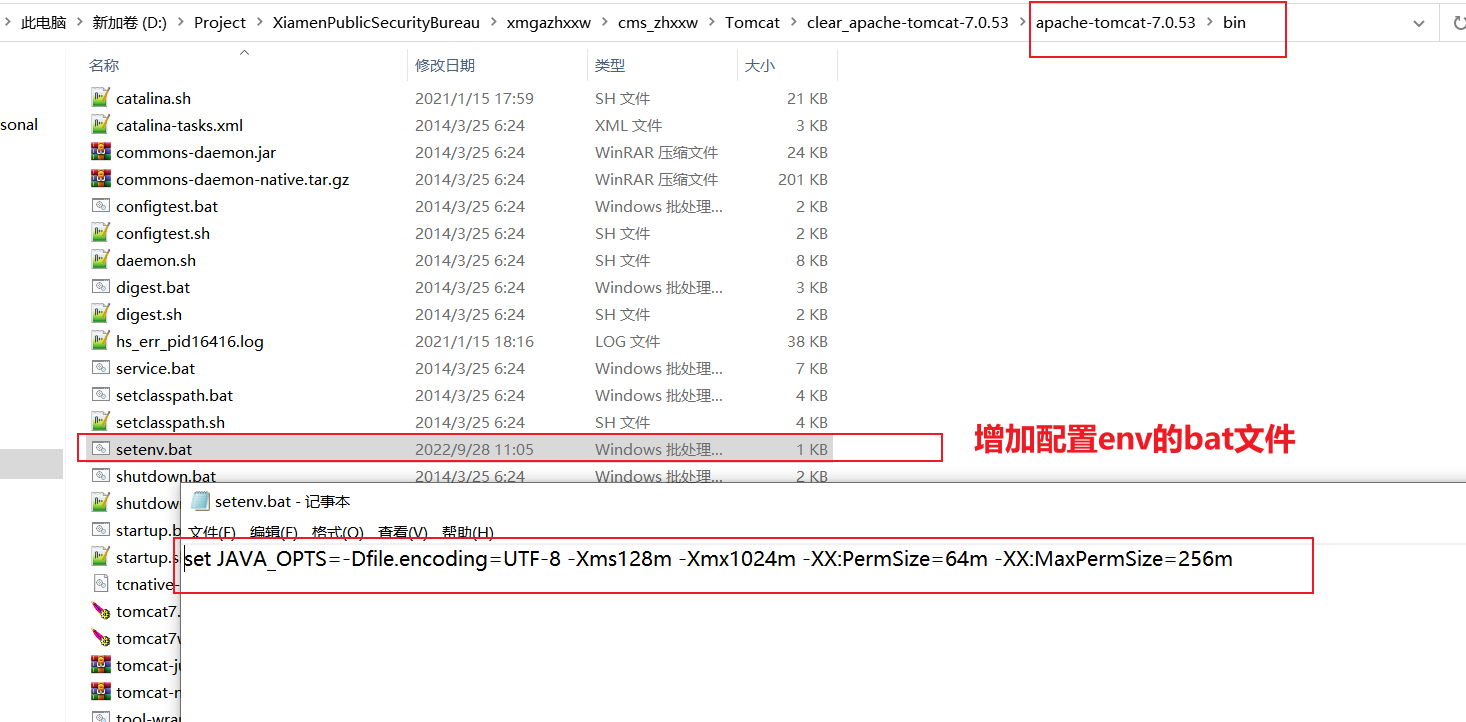 此电脑 > 新加卷 (D:) > Project > XiamenPublicSecurityBureau > xmgazhxxw > cms_zhxxw > Tomcat > clear_apache-tomcat-7.0.53 > apache-tomcat-7.0.53 > bin
名称 修改日期 类型 大小
catalina.sh 2021/1/15 17:59 SH 文件 21 KB
sonal
catalina-tasks.xml 2014/3/25 6:24 XML 文件 3 KB
commons-daemon.jar 2014/3/25 6:24 WinRAR 压缩文件 24 KB
commons-daemon-native.tar.gz 2014/3/25 6:24 WinRAR 压缩文件 201 KB
configtest.bat 2014/3/25 6:24 Windows 批处理... 2 KB
configtest.sh 2014/3/25 6:24 SH 文件 2 KB
daemon.sh 2014/3/25 6:24 SH 文件 8 KB
digest.bat 2014/3/25 6:24 Windows 批处理... 3 KB
digest.sh 2014/3/25 6:24 SH 文件 2 KB
hs_err_pid16416.log 2021/1/15 18:16 LOG 文件 38 KB
service.bat 2014/3/25 6:24 Windows 批处理... 7 KB
setclasspath.bat 2014/3/25 6:24 Windows 批处理... 4 KB
setclasspath.sh 2014/3/25 6:24 SH 文件 4 KB
setenv.bat 2022/9/28 11:05 Windows 批处理... 1 KB
增加配置env的bat文件
shutdown.bat 2014/3/25 6:24 Windows 批处理... 2 KB
shutdow
startup.b
startup.s
tcnative-
tomcat7.
tomcat7
tomcat-j
tomcat-
tool-wra
setenv.bat - 记事本
文件(F) 编辑(E) 格式(O) 查看(V) 帮助(H)
set JAVA_OPTS=-Dfile.encoding=UTF-8 -Xms128m -Xmx1024m -XX:PermSize=64m -XX:MaxPermSize=256m